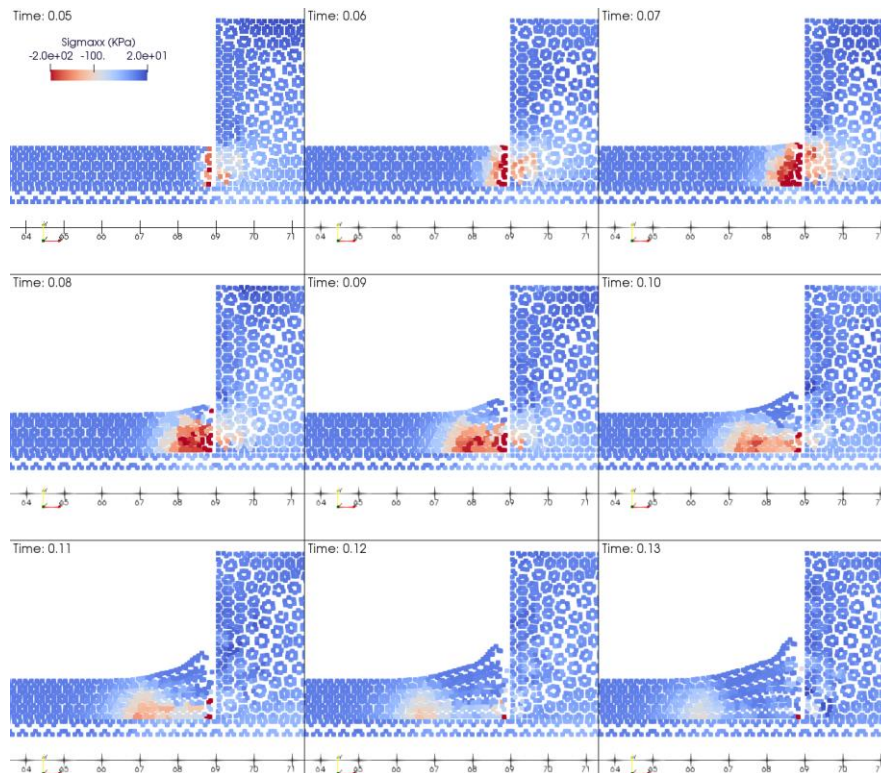 Time: 0.05
Sigmaxx (KPa)
-2.0e+02 -100. 2.0e+01
64 65 66 67 68 69 70 71
Time: 0.06
64 65 66 67 68 69 70 71
Time: 0.07
64 65 66 67 68 69 70 7
Time: 0.08
64 65 66 67 68 69 70 71
Time: 0.09
64 65 66 67 68 69 70 71
Time: 0.10
64 65 66 67 68 69 70 7
Time: 0.11
64 65 66 67 68 69 70 71
Time: 0.12
64 65 66 67 68 69 70 71
Time: 0.13
64 65 66 67 68 69 70 7